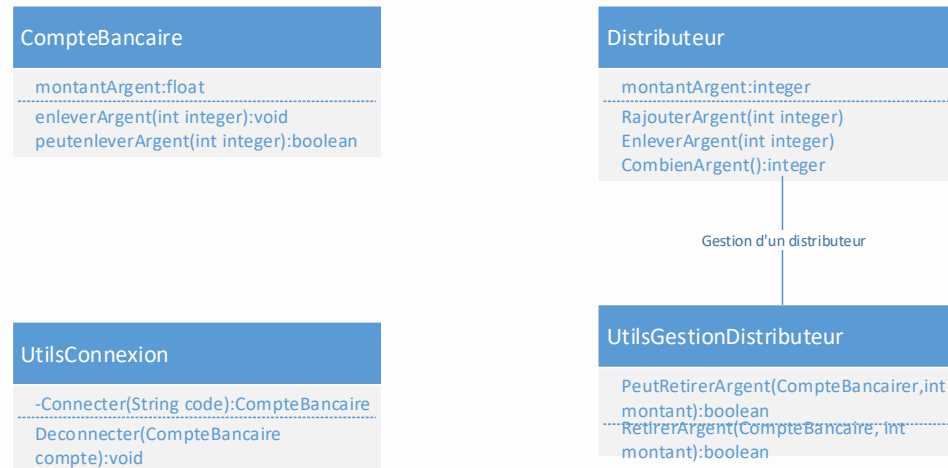 CompteBancaire
montantArgent:float
enleverArgent(int integer):void
peutenleverArgent(int integer):boolean
Distributeur
montantArgent:integer
RajouterArgent(int integer)
EnleverArgent(int integer)
CombienArgent():integer
Gestion d'un distributeur
UtilsConnexion
-Connecter(String code):CompteBancaire
Deconnecter(CompteBancaire
compte):void
UtilsGestionDistributeur
PeutRetirerArgent(CompteBancairer,int
montant):boolean
RetirerArgent(CompteBancaire, int
montant):boolean